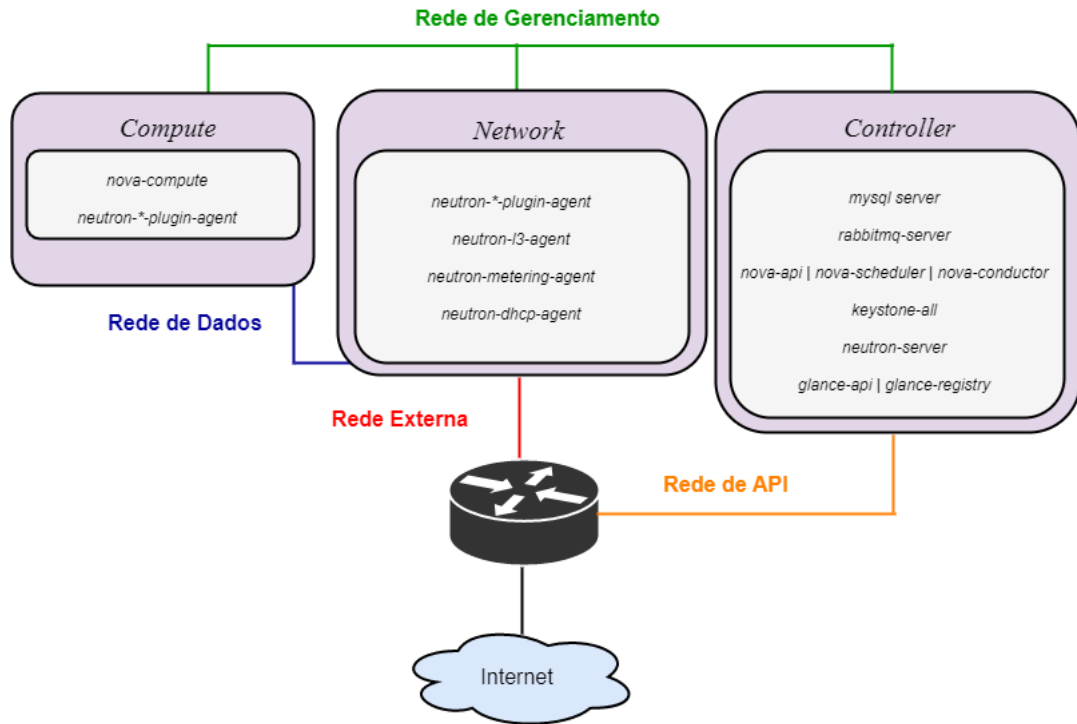 Rede de Gerenciamento
Compute
nova-compute
neutron-*-plugin-agent
Network
neutron-*-plugin-agent
neutron-l3-agent
neutron-metering-agent
neutron-dhcp-agent
Controller
mysql server
rabbitmq-server
nova-api | nova-scheduler | nova-conductor
keystone-all
neutron-server
glance-api | glance-registry
Rede de Dados
Rede Externa
Rede de API
Internet